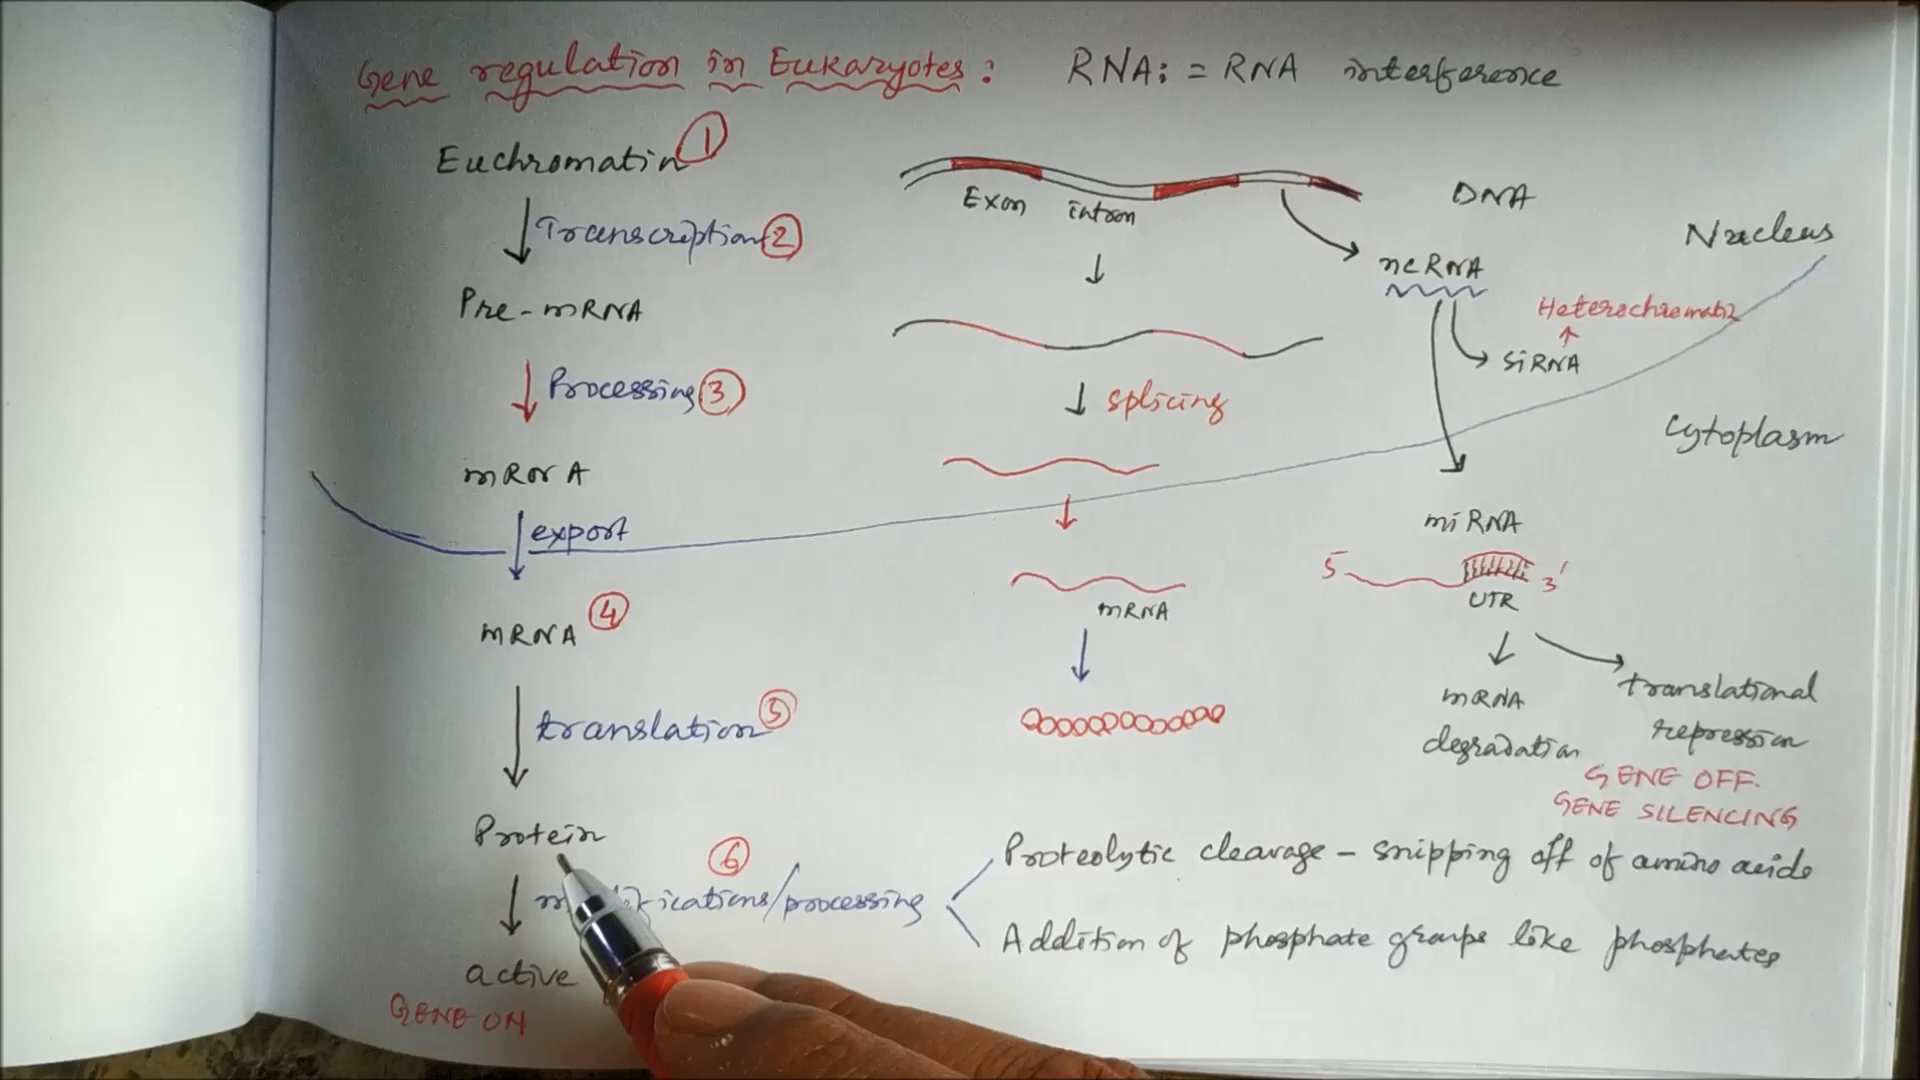 Gene regulation in Eukaryotes: RNAi = RNA interference
Euchromatin 1
Transcription 2
Pre-mRNA
Processing 3
mRNA
export
mRNA 4
translation 5
Protein
6
/processing
active
GENE ON
Exon intron
DNA
Nucleus
ncRNA
siRNA
splicing
Cytoplasm
miRNA
5 3'
UTR
mRNA
mRNA
degradation
translational
repression
GENE OFF.
GENE SILENCING
Proteolytic cleavage - snipping off of amino acids
Addition of phosphate groups like phosphates